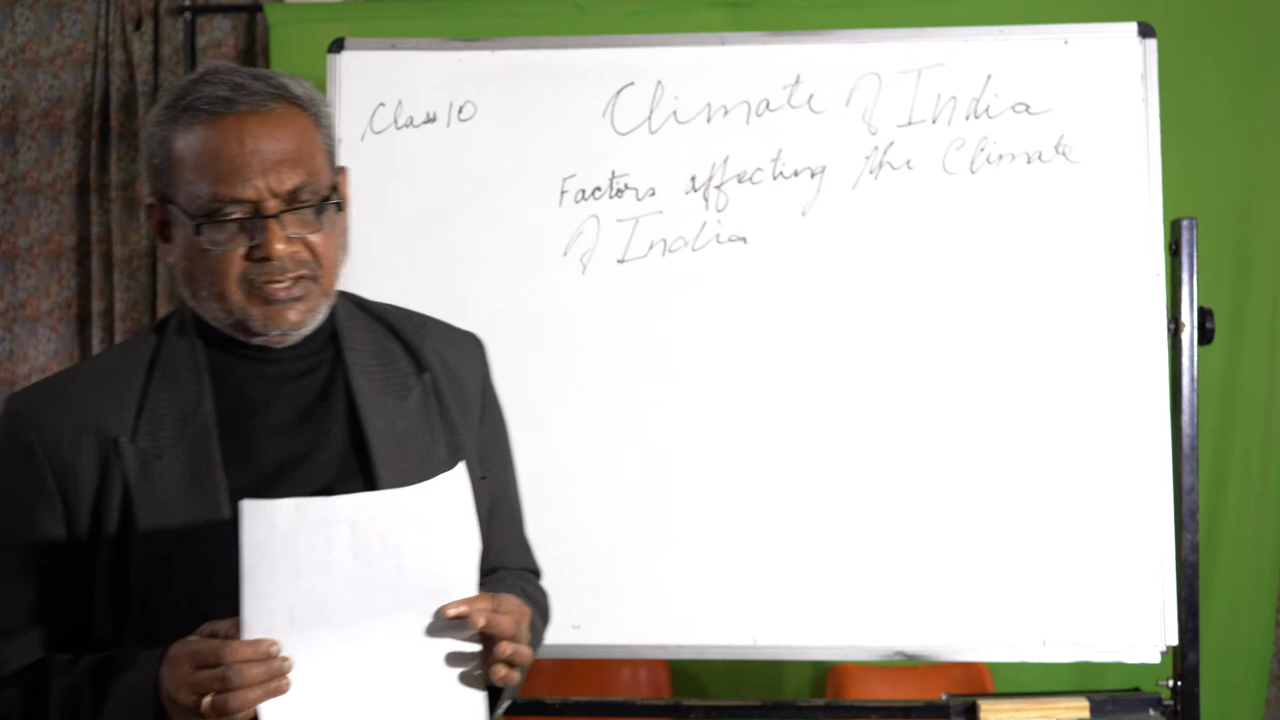 Class 10
Climate of India
Factors affecting the Climate
of India